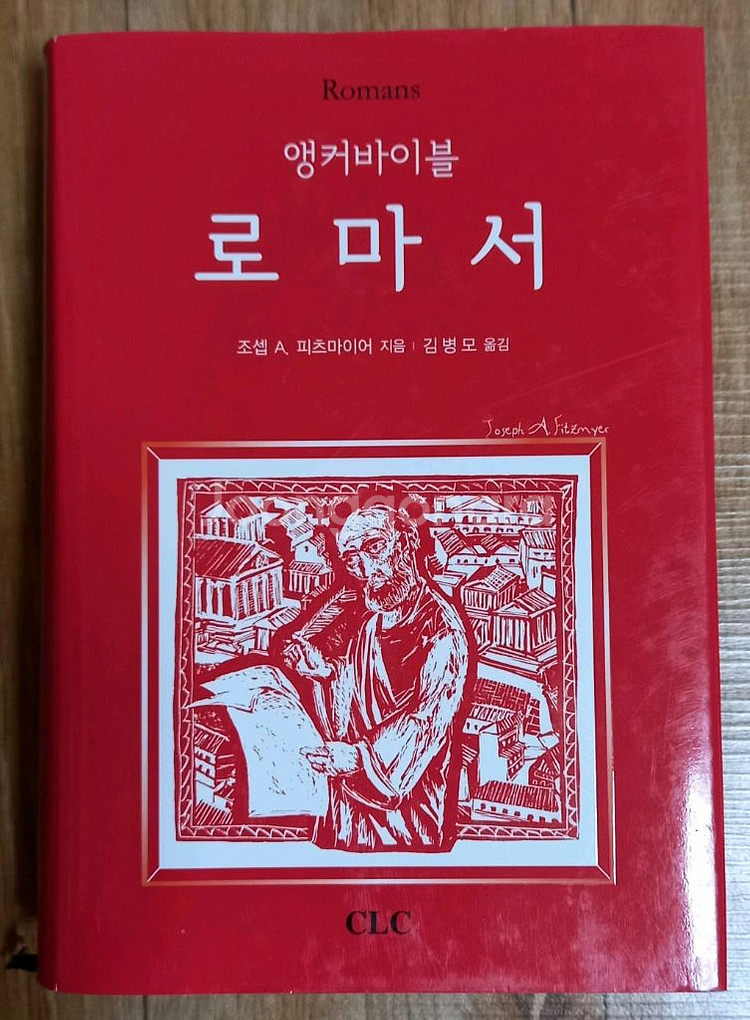 Romans
앵커바이블
로마서
조셉 A. 피츠마이어 지음 | 김병모 옮김
Joseph A. Fitzmyer
CLC